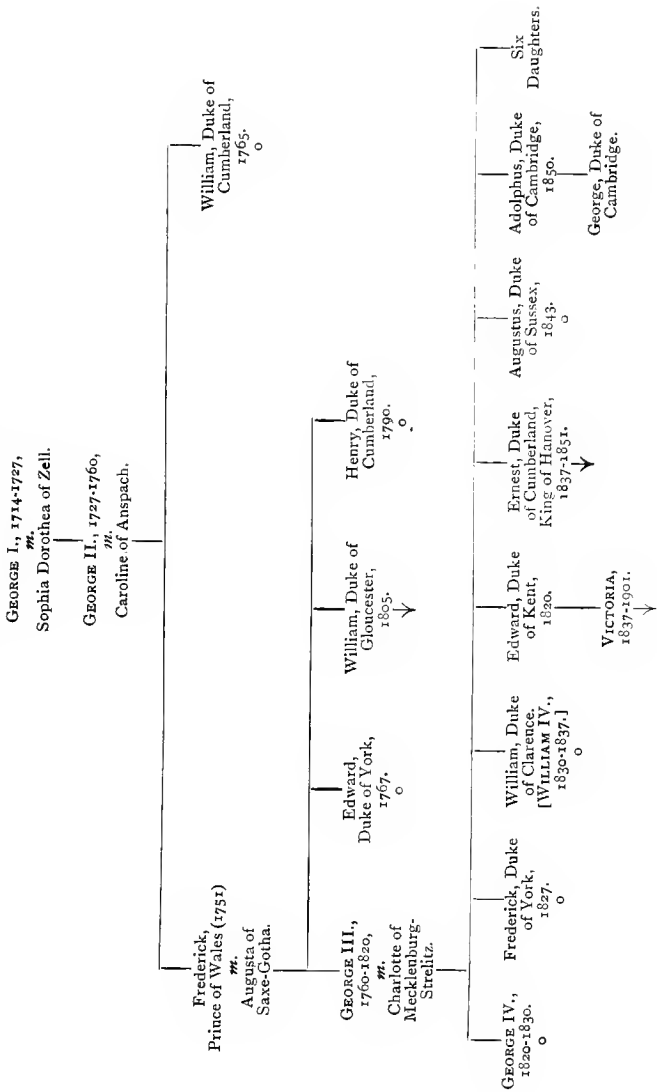 GEORGE I., 1714-1727,
m.
Sophia Dorothea of Zell.
GEORGE II., 1727-1760,
m.
Caroline of Anspach.
Frederick,
Prince of Wales (1751)
m.
Augusta of
Saxe-Gotha.
William, Duke of
Cumberland,
1765.
o
GEORGE III.,
1760-1820,
m.
Charlotte of
Mecklenburg-
Strelitz.
Edward,
Duke of York,
1767.
o
William, Duke of
Gloucester,
1805.
Henry, Duke of
Cumberland,
1790.
o
GEORGE IV.,
1820-1830.
o
Frederick, Duke
of York,
1827.
o
William, Duke
of Clarence.
[WILLIAM IV.,
1830-1837.]
o
Edward, Duke
of Kent,
1820.
VICTORIA,
1837-1901.
Ernest, Duke
of Cumberland,
King of Hanover,
1837-1851.
Augustus, Duke
of Sussex,
1843.
o
Adolphus, Duke
of Cambridge,
1850.
George, Duke of
Cambridge.
Six
Daughters.